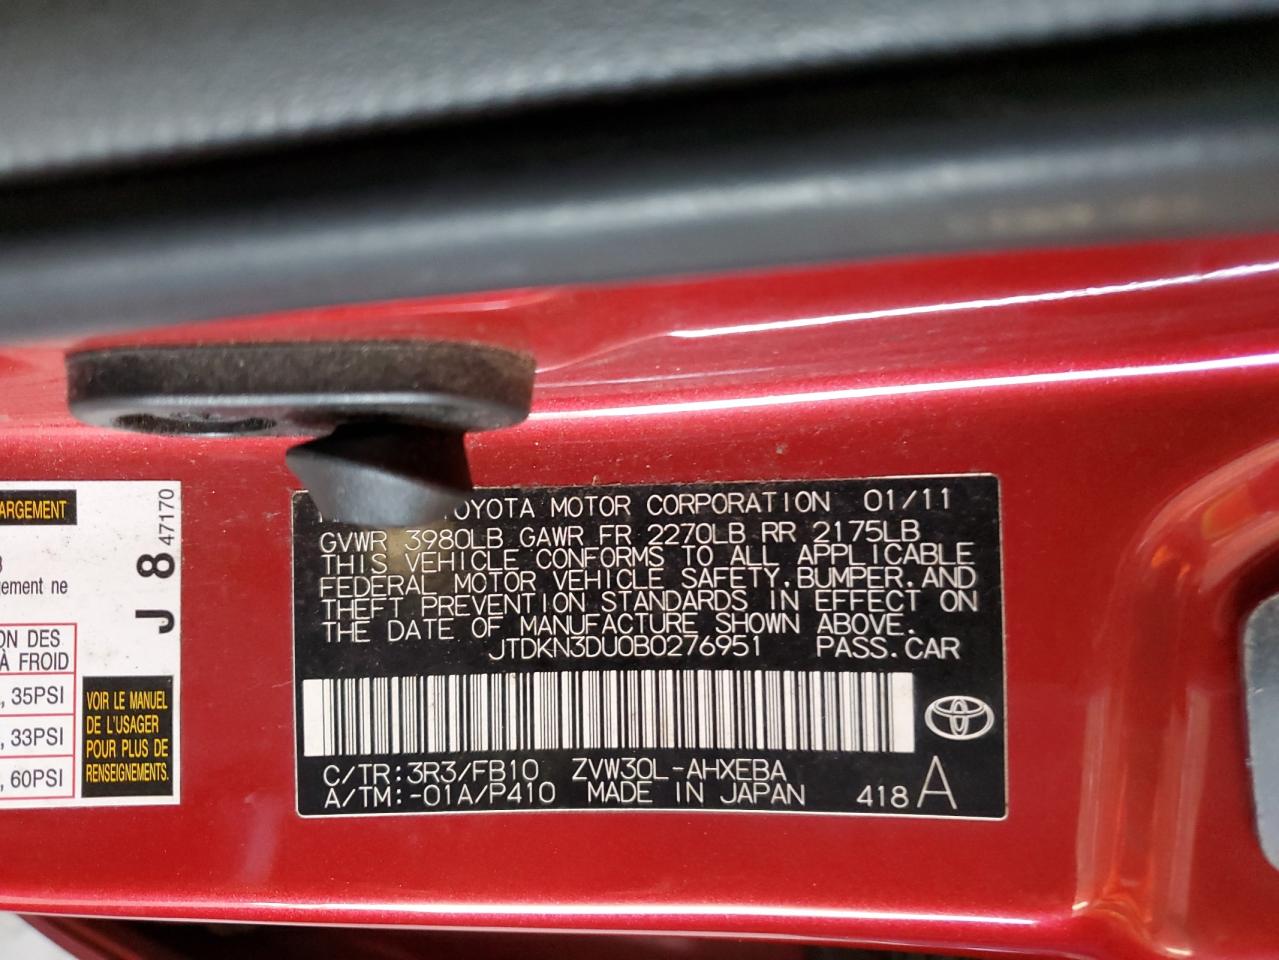 ARGEMENT
gement ne
ON DES
À FROID
, 35PSI
, 33PSI
, 60PSI
J 8 47170
VOIR LE MANUEL
DE L'USAGER
POUR PLUS DE
RENSEIGNEMENTS.
TOYOTA MOTOR CORPORATION 01/11
GVWR 3980LB GAWR FR 2270LB RR 2175LB
THIS VEHICLE CONFORMS TO ALL APPLICABLE
FEDERAL MOTOR VEHICLE SAFETY, BUMPER, AND
THEFT PREVENTION STANDARDS IN EFFECT ON
THE DATE OF MANUFACTURE SHOWN ABOVE.
JTDKN3DU0B0276951 PASS.CAR
C/TR:3R3/FB10 ZVW30L-AHXEBA
A/TM:-01A/P410 MADE IN JAPAN 418 A